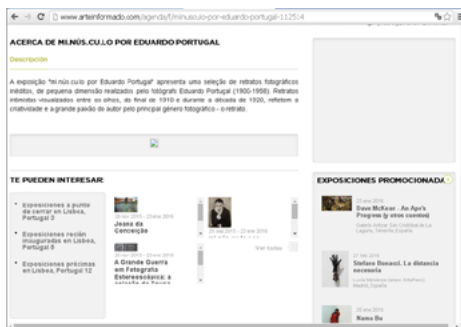 www.arteinformado.com/agenda/f/minusculo-por-eduardo-portugal-112514
ACERCA DE MI.NÚS.CU.LO POR EDUARDO PORTUGAL
Descripción
A exposição "mi.nús.cu.lo por Eduardo Portugal" apresenta uma seleção de retratos fotográficos
inéditos, de pequena dimensão realizados pelo fotógrafo Eduardo Portugal (1900-1958). Retratos
intimistas visualizados entre os olhos, do final de 1910 e durante a década de 1920, refletem a
criatividade e a grande paixão do autor pelo principal género fotográfico - o retrato.
TE PUEDEN INTERESAR
EXPOSICIONES PROMOCIONADA
Exposiciones a punto
de cerrar en Lisboa,
Portugal 3
Exposiciones recién
inauguradas en Lisboa,
Portugal 6
Exposiciones próximas
en Lisboa, Portugal 12
Joana da
Conceição
A Grande Guerra
em Fotografia
Estereoscópica: a
Ver todas
Dave McKean - An Ape's
Progress (y otros cuentos)
Stefano Bonacci. La distancia
necesaria
Numa Bu